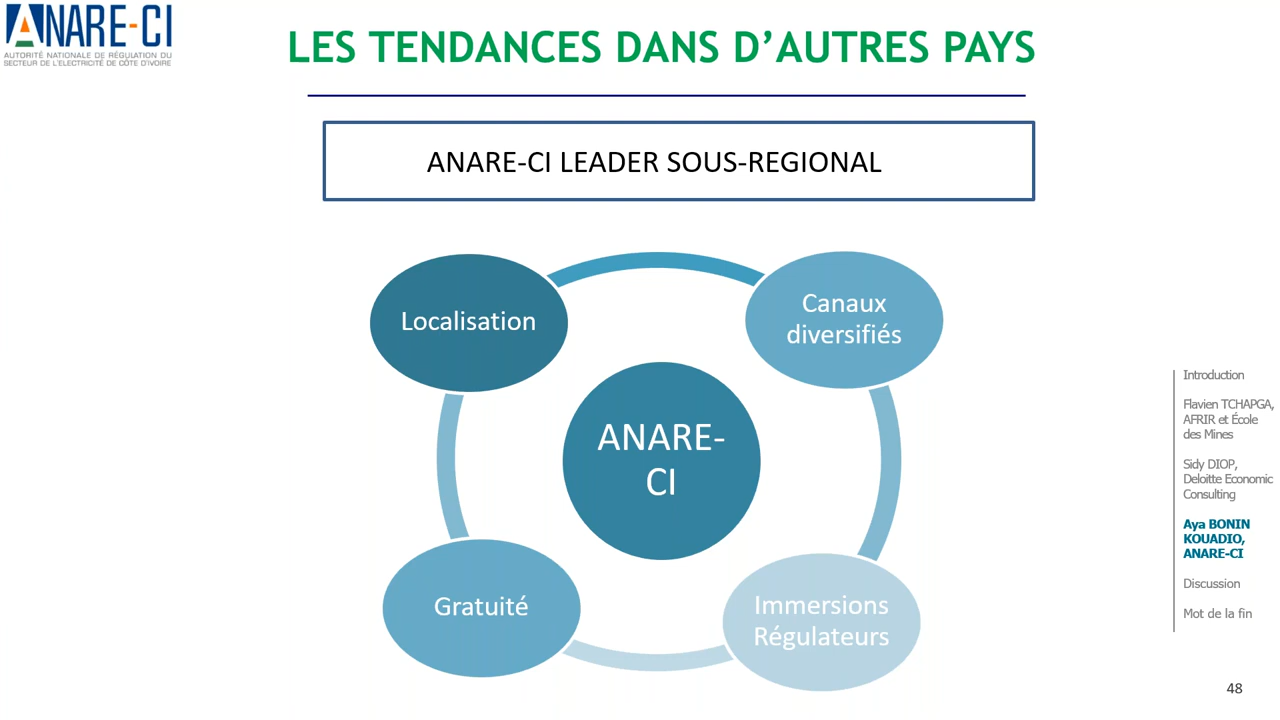 ANARE-CI
AUTORITÉ NATIONALE DE RÉGULATION DU
SECTEUR DE L'ELECTRICITÉ DE CÔTE D'IVOIRE
LES TENDANCES DANS D’AUTRES PAYS
ANARE-CI LEADER SOUS-REGIONAL
Localisation
Canaux
diversifiés
ANARE-
CI
Gratuité
Immersions
Régulateurs
Introduction
Flavien TCHAPGA,
AFRIR et École
des Mines
Sidy DIOP,
Deloitte Economic
Consulting
Aya BONIN
KOUADIO,
ANARE-CI
Discussion
Mot de la fin
48